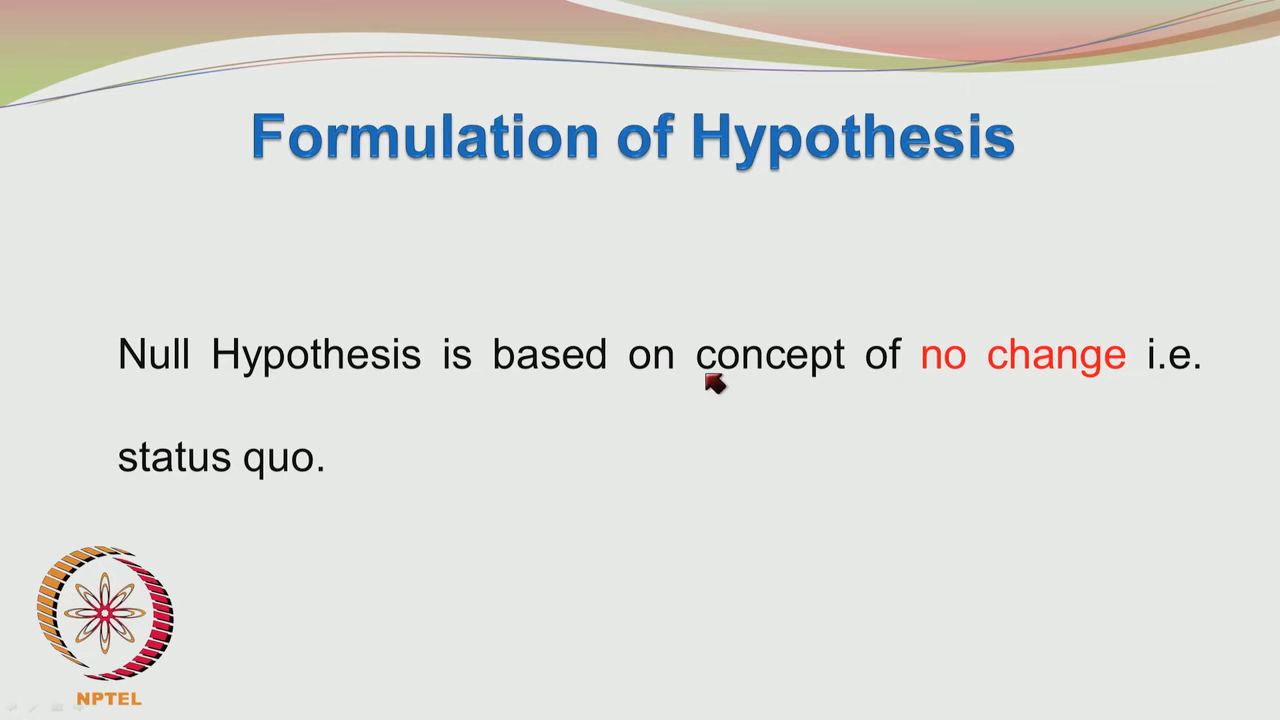 Formulation of Hypothesis
Null Hypothesis is based on concept of no change i.e.
status quo.
NPTEL